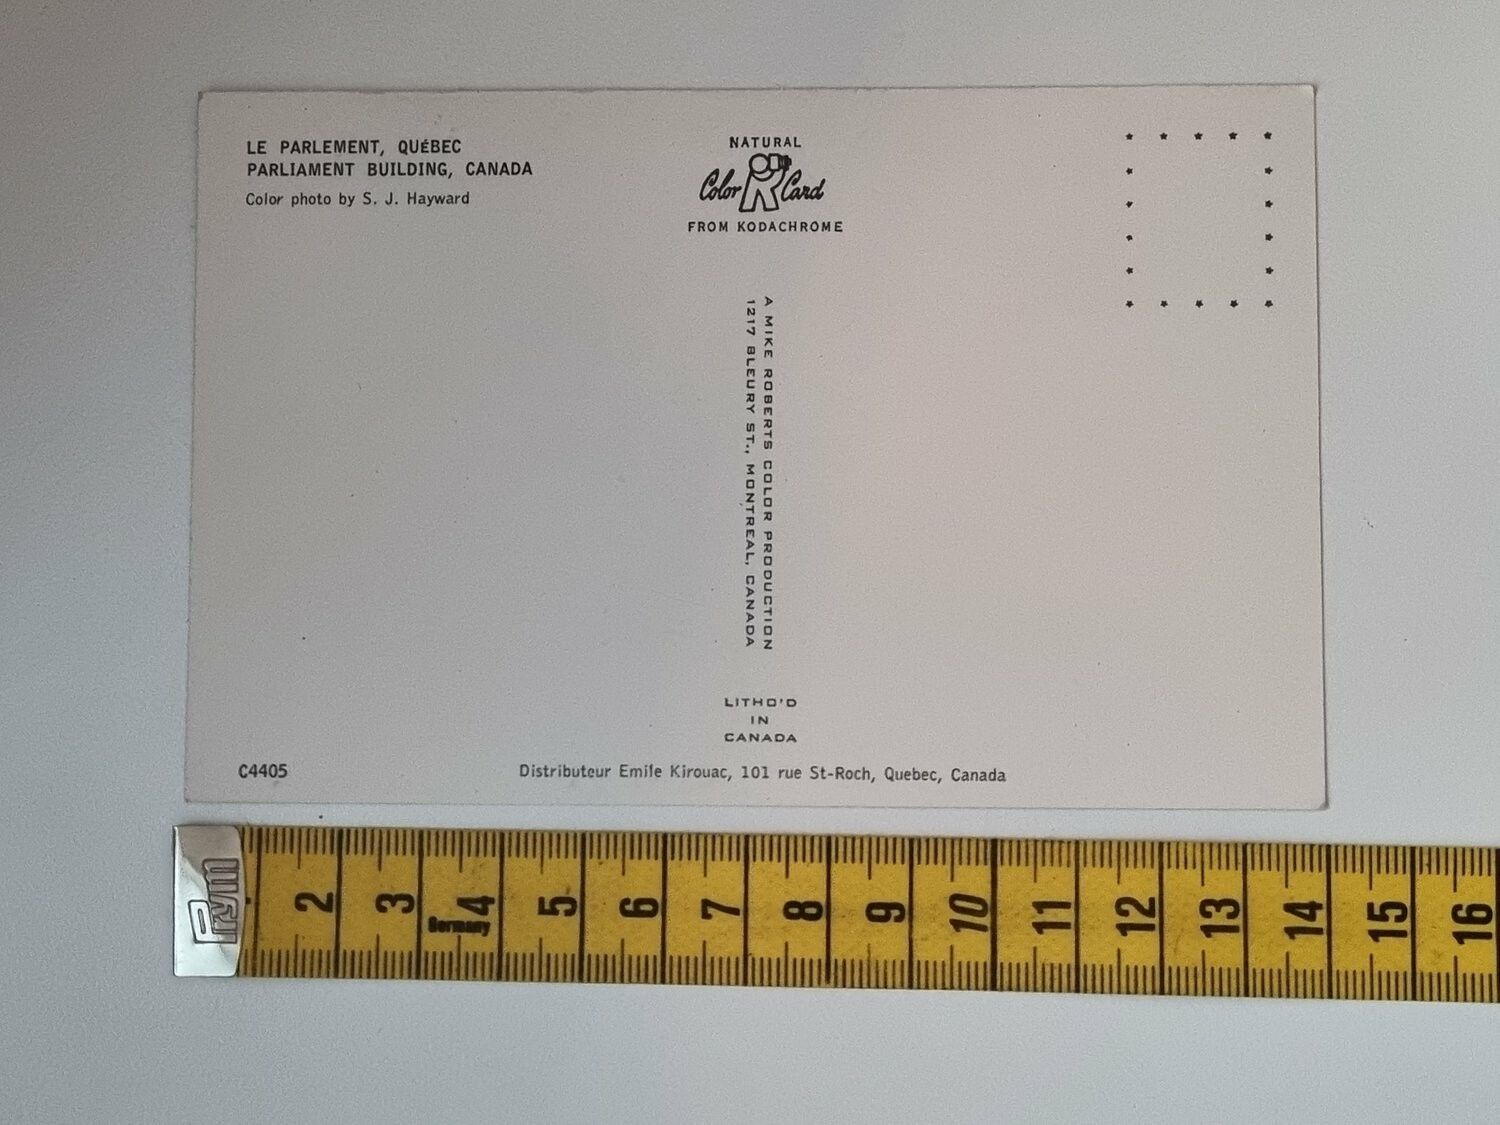 LE PARLEMENT, QUÉBEC
PARLIAMENT BUILDING, CANADA
Color photo by S. J. Hayward
NATURAL
Color Card
FROM KODACHROME
A MIKE ROBERTS COLOR PRODUCTION
1217 BLEURY ST., MONTREAL, CANADA
LITHO'D
IN
CANADA
C4405
Distributeur Emile Kirouac, 101 rue St-Roch, Quebec, Canada
Prym
2 3 4 5 6 7 8 9 10 11 12 13 14 15 16
Germany